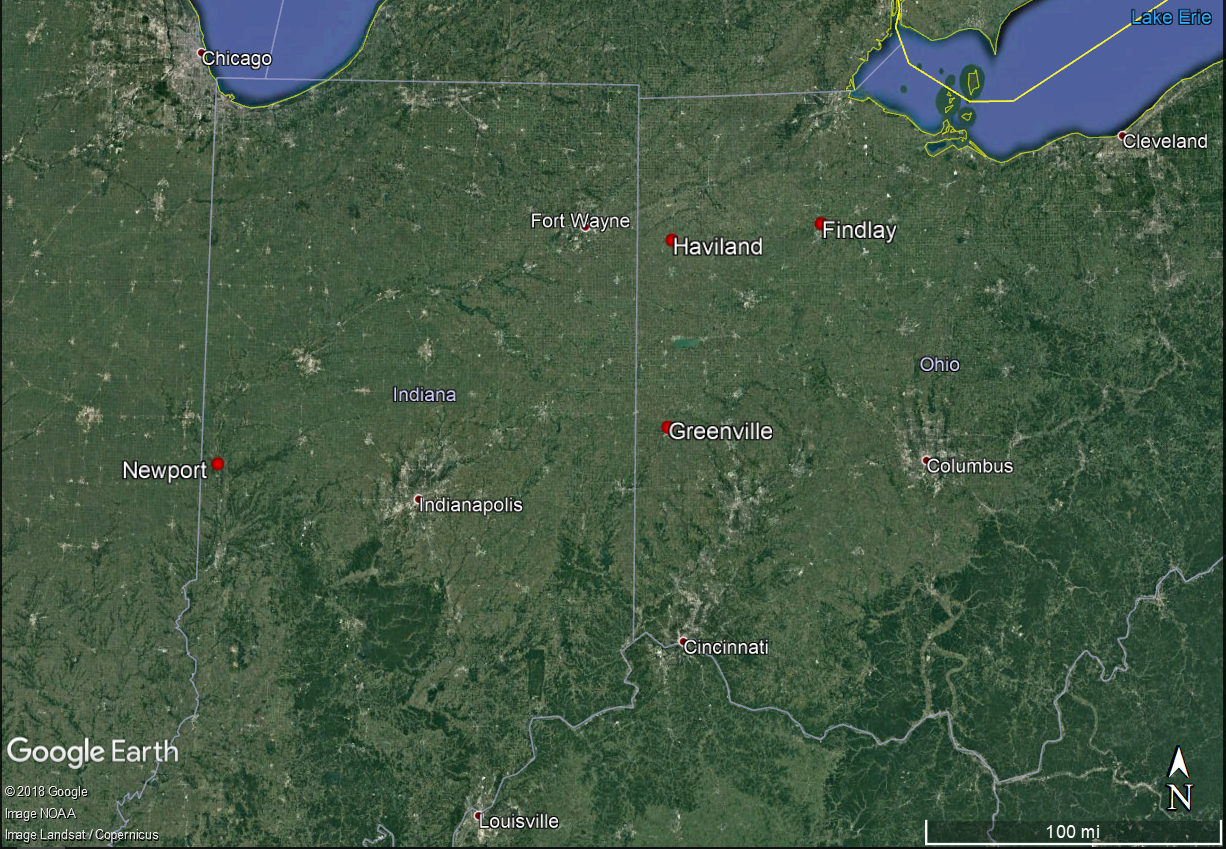 Lake Erie
Chicago
Cleveland
Fort Wayne
Haviland
Findlay
Indiana
Ohio
Greenville
Newport
Columbus
Indianapolis
Cincinnati
Google Earth
©2018 Google
Image NOAA
Image Landsat / Copernicus
Louisville
N
100 mi